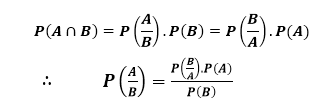 P(A ∩ B) = P(A/B) . P(B) = P(B/A) . P(A)
∴ P(A/B) = P(B/A).P(A) / P(B)